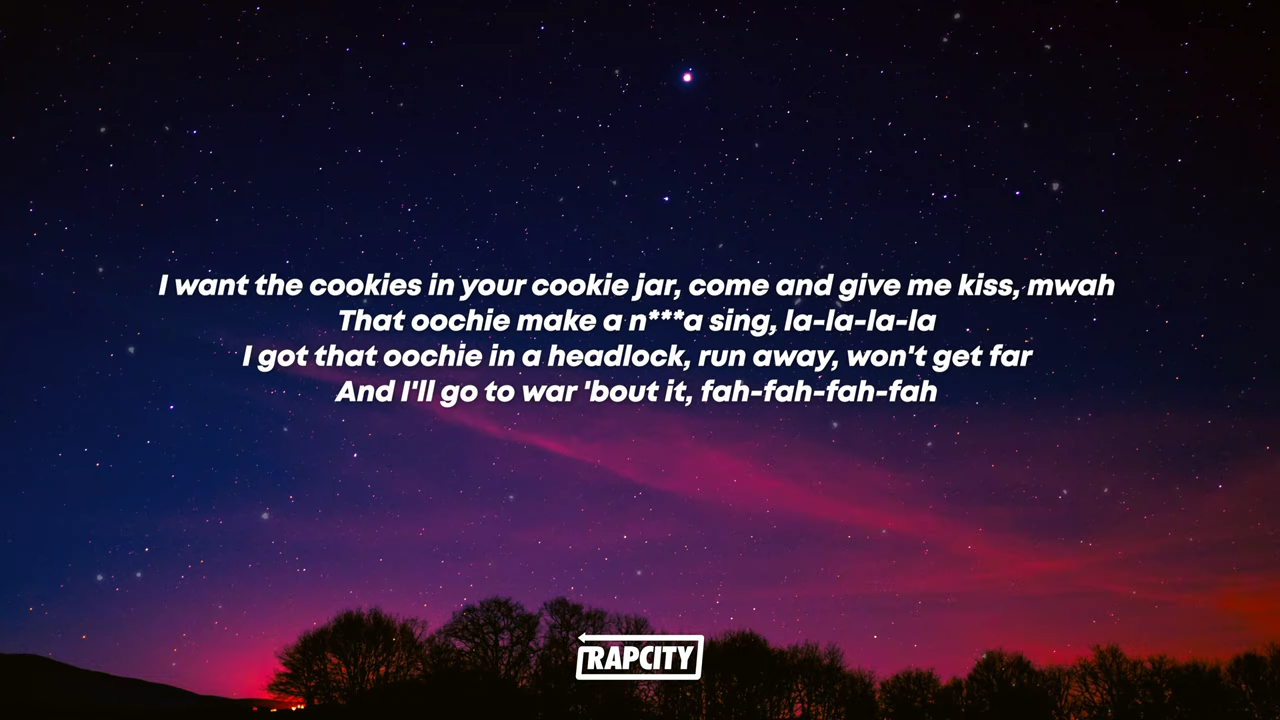 I want the cookies in your cookie jar, come and give me kiss, mwah
That oochie make a n***a sing, la-la-la-la
I got that oochie in a headlock, run away, won't get far
And I'll go to war 'bout it, fah-fah-fah-fah
RAPCITY